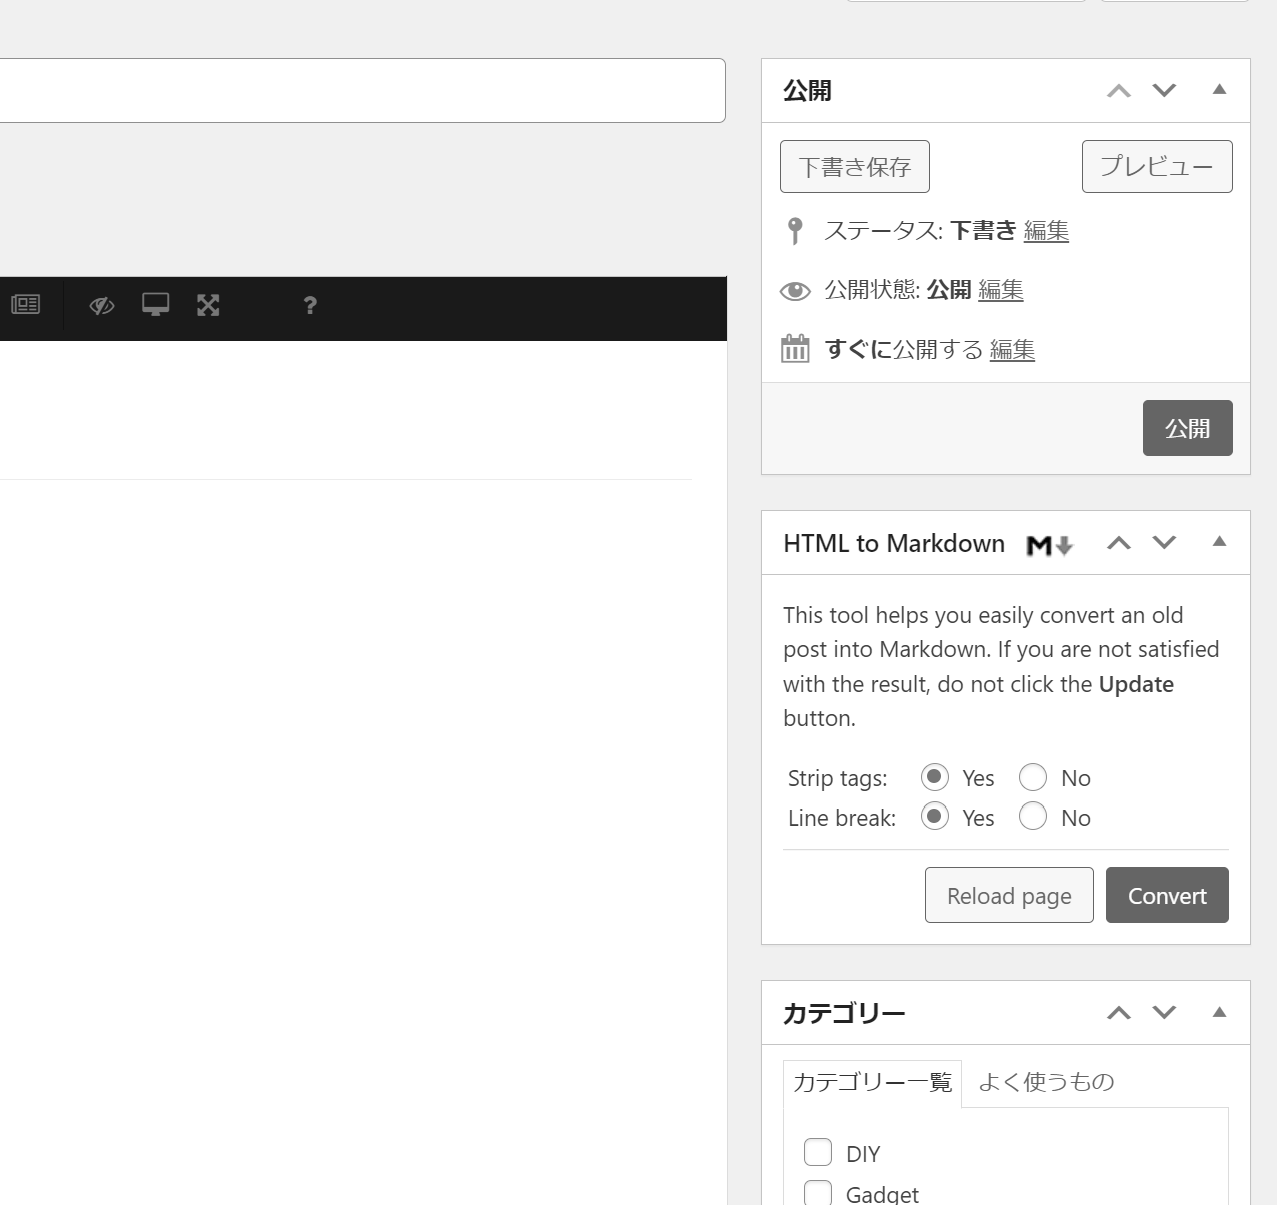 公開
下書き保存 プレビュー
ステータス: 下書き 編集
公開状態: 公開 編集
すぐに公開する 編集
公開
?
HTML to Markdown M
This tool helps you easily convert an old
post into Markdown. If you are not satisfied
with the result, do not click the Update
button.
Strip tags: Yes No
Line break: Yes No
Reload page Convert
カテゴリー
カテゴリー一覧 よく使うもの
DIY
Gadget